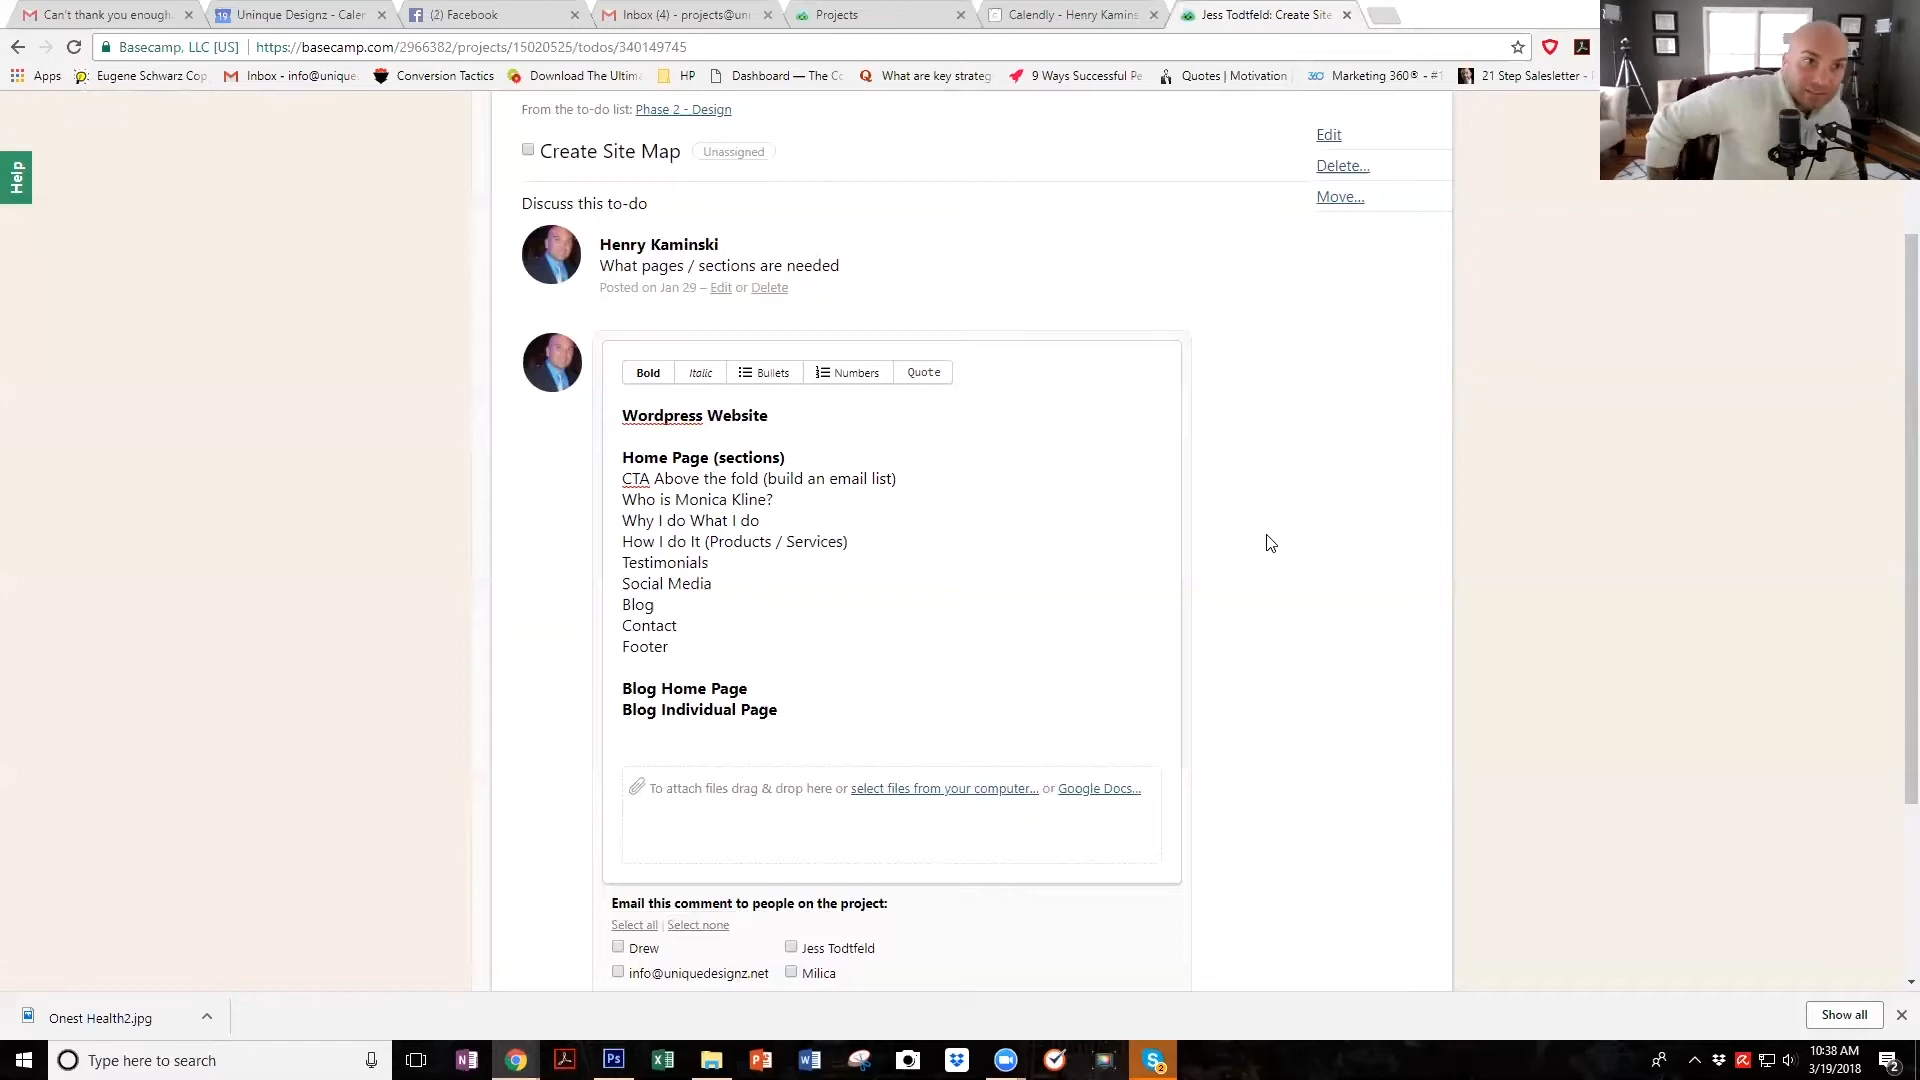 Can't thank you enough.
Uninque Designz - Caler
(2) Facebook
Inbox (4) - projects@uni
Projects
Calendly - Henry Kamins
Jess Todtfeld: Create Site
Basecamp, LLC [US]
https://basecamp.com/2966382/projects/15020525/todos/340149745
Apps
Eugene Schwarz Cop
Inbox - info@unique
Conversion Tactics
Download The Ultim
HP
Dashboard — The Co
What are key strateg
9 Ways Successful Pe
Quotes | Motivation
Marketing 360® - #1
21 Step Salesletter -
Help
From the to-do list: Phase 2 - Design
Create Site Map
Unassigned
Edit
Delete...
Move...
Discuss this to-do
Henry Kaminski
What pages / sections are needed
Posted on Jan 29 – Edit or Delete
Bold
Italic
Bullets
Numbers
Quote
Wordpress Website
Home Page (sections)
CTA Above the fold (build an email list)
Who is Monica Kline?
Why I do What I do
How I do It (Products / Services)
Testimonials
Social Media
Blog
Contact
Footer
Blog Home Page
Blog Individual Page
To attach files drag & drop here or select files from your computer... or Google Docs...
Email this comment to people on the project:
Select all | Select none
Drew
Jess Todtfeld
info@uniquedesignz.net
Milica
Onest Health2.jpg
Show all
Type here to search
10:38 AM
3/19/2018